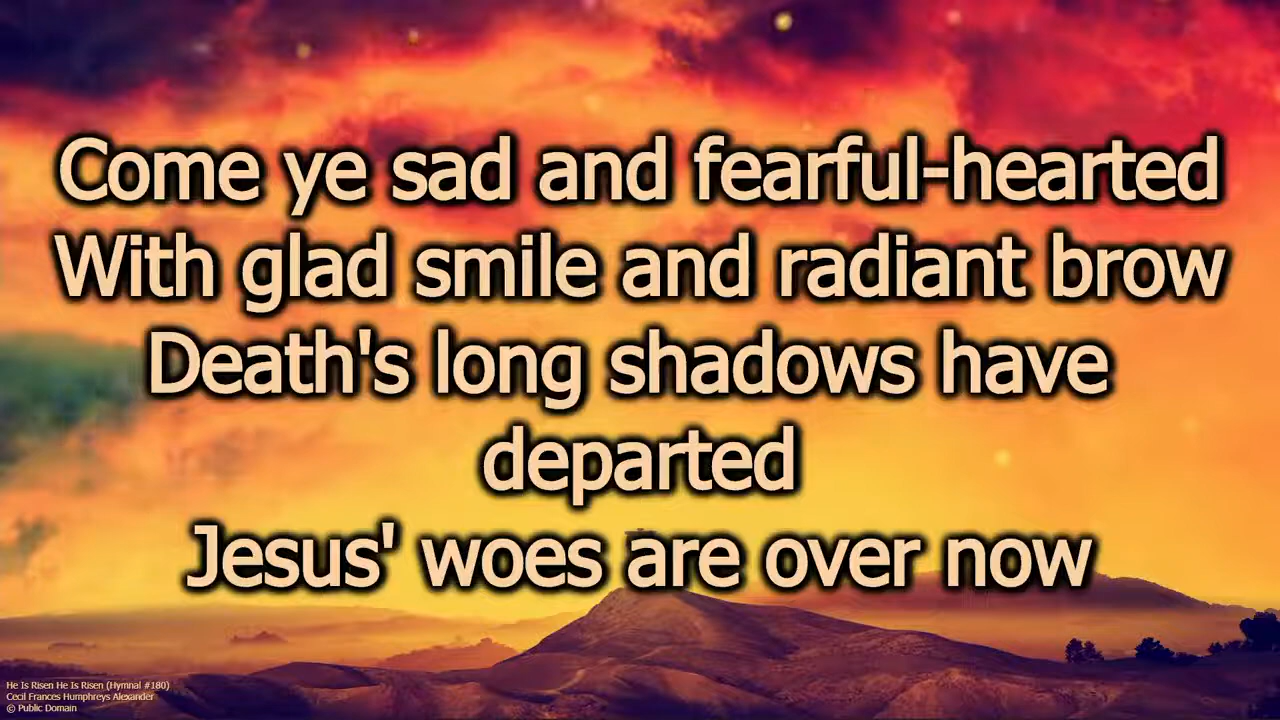 Come ye sad and fearful-hearted
With glad smile and radiant brow
Death's long shadows have
departed
Jesus' woes are over now
He Is Risen He Is Risen (Hymnal #180)
Cecil Frances Humphreys Alexander
© Public Domain